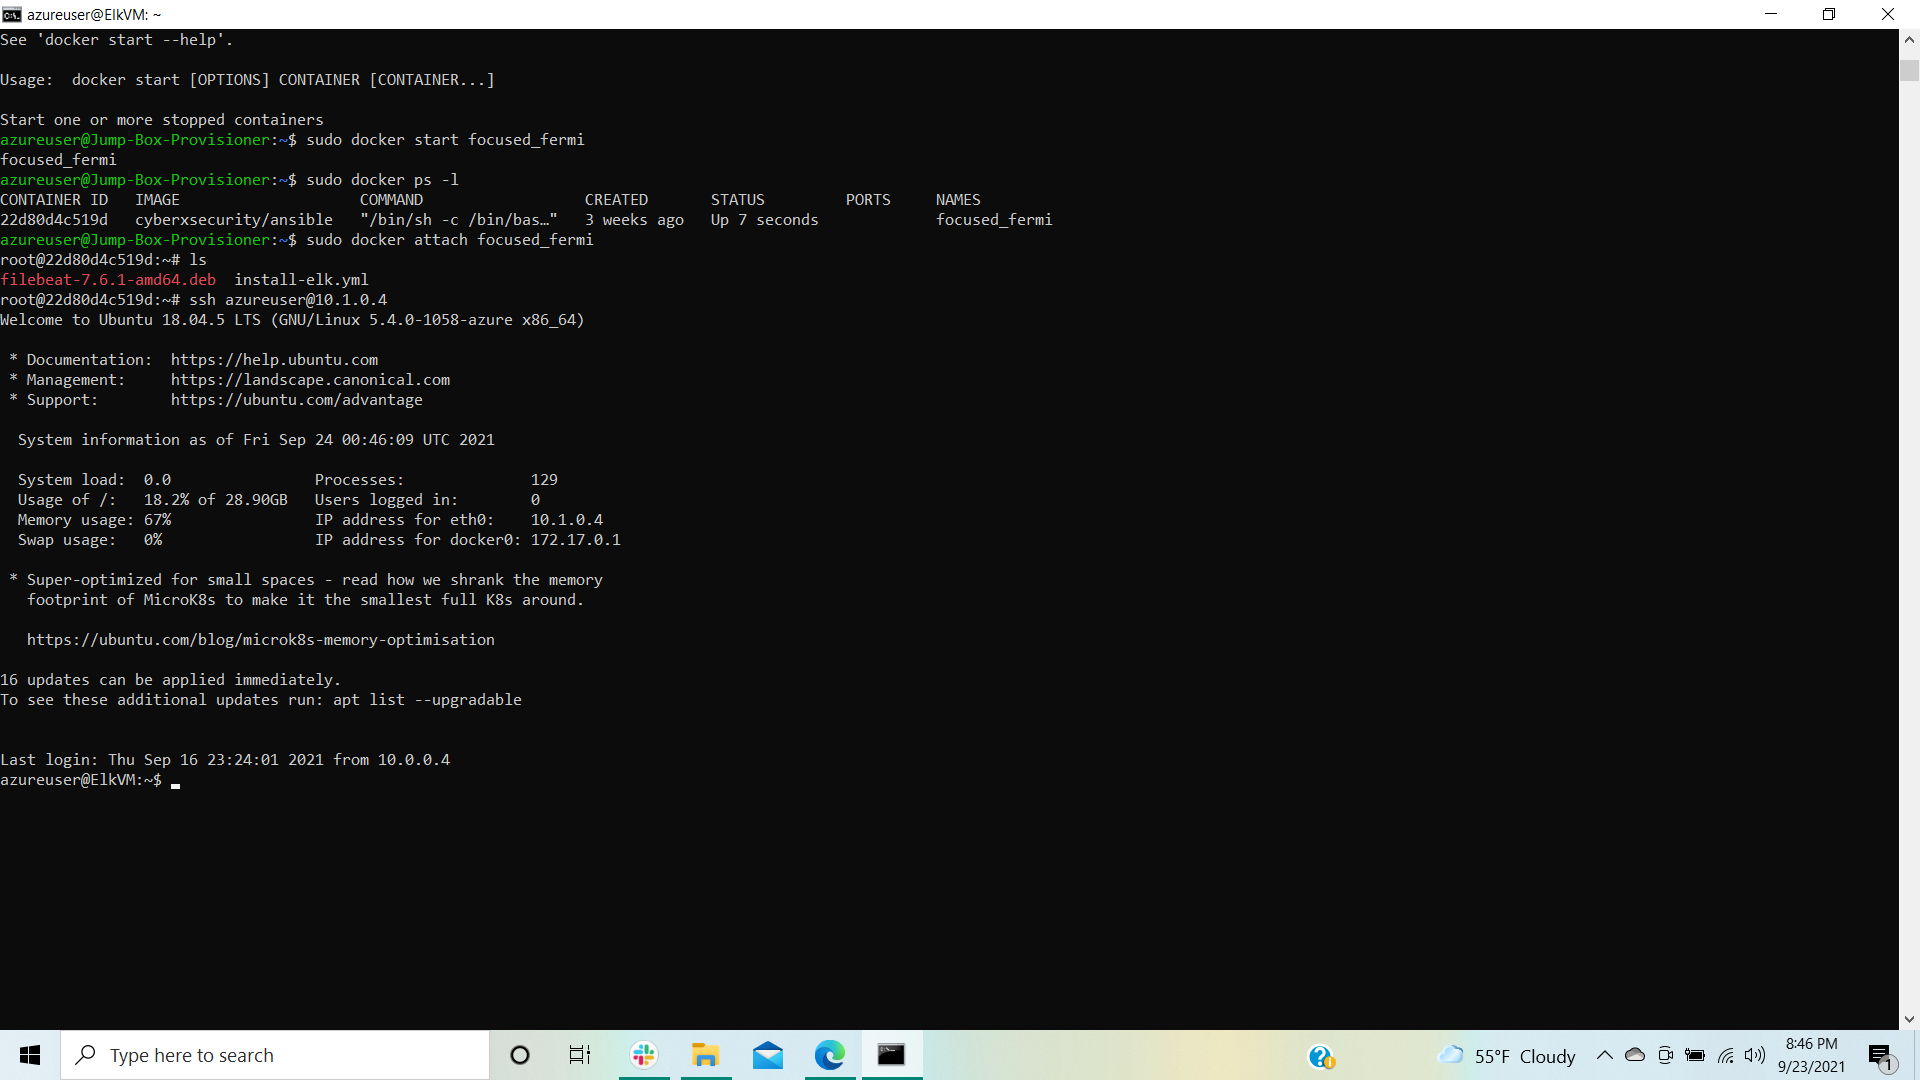 azureuser@ElkVM: ~
See 'docker start --help'.
Usage:  docker start [OPTIONS] CONTAINER [CONTAINER...]
Start one or more stopped containers
azureuser@Jump-Box-Provisioner:~$ sudo docker start focused_fermi
focused_fermi
azureuser@Jump-Box-Provisioner:~$ sudo docker ps -l
CONTAINER ID   IMAGE                    COMMAND                  CREATED       STATUS         PORTS     NAMES
22d80d4c519d   cyberxsecurity/ansible   "/bin/sh -c /bin/bas…"   3 weeks ago   Up 7 seconds             focused_fermi
azureuser@Jump-Box-Provisioner:~$ sudo docker attach focused_fermi
root@22d80d4c519d:~# ls
filebeat-7.6.1-amd64.deb  install-elk.yml
root@22d80d4c519d:~# ssh azureuser@10.1.0.4
Welcome to Ubuntu 18.04.5 LTS (GNU/Linux 5.4.0-1058-azure x86_64)
 * Documentation:  https://help.ubuntu.com
 * Management:     https://landscape.canonical.com
 * Support:        https://ubuntu.com/advantage
  System information as of Fri Sep 24 00:46:09 UTC 2021
  System load:  0.0                Processes:              129
  Usage of /:   18.2% of 28.90GB   Users logged in:        0
  Memory usage: 67%                IP address for eth0:    10.1.0.4
  Swap usage:   0%                 IP address for docker0: 172.17.0.1
 * Super-optimized for small spaces - read how we shrank the memory
   footprint of MicroK8s to make it the smallest full K8s around.
   https://ubuntu.com/blog/microk8s-memory-optimisation
16 updates can be applied immediately.
To see these additional updates run: apt list --upgradable
Last login: Thu Sep 16 23:24:01 2021 from 10.0.0.4
azureuser@ElkVM:~$
Type here to search
55°F Cloudy
8:46 PM
9/23/2021
1